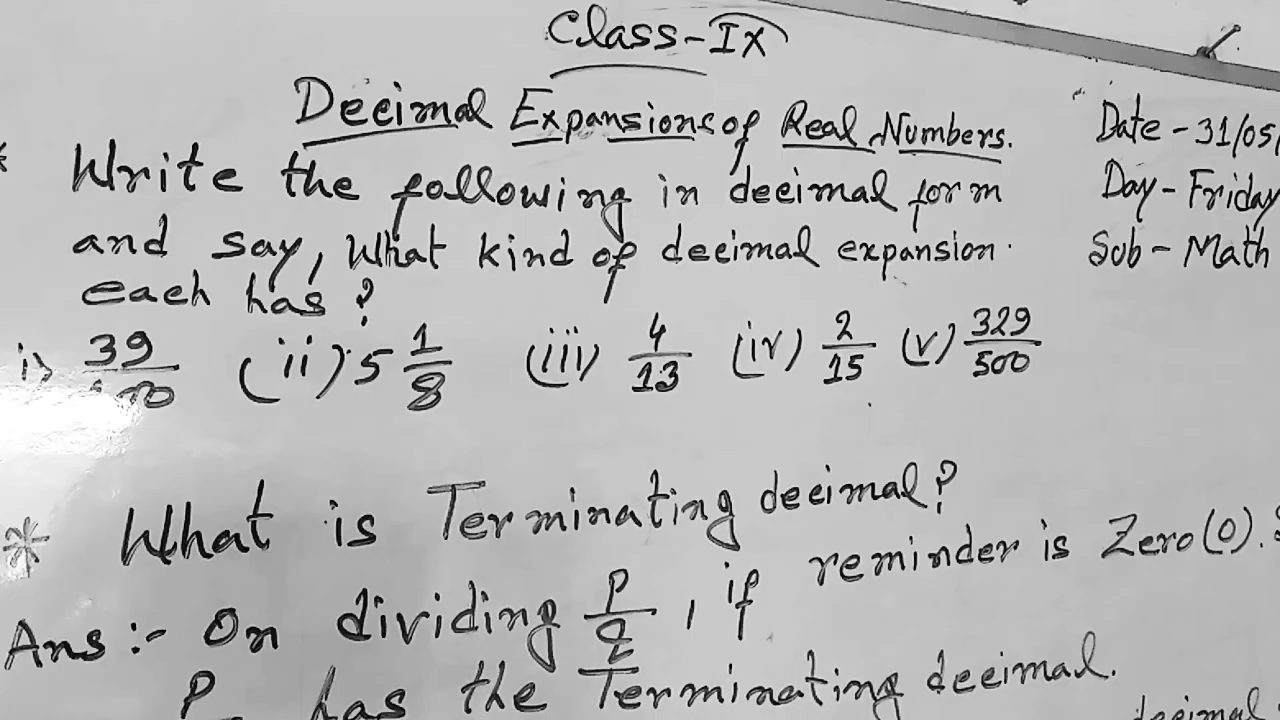 Class-IX
Decimal Expansions of Real Numbers.
Date - 31/05/
* Write the following in decimal form
Day - Friday
and say, What kind of decimal expansion.
Sub - Math
each has?
i) 39/ (ii) 5 1/8 (iii) 4/13 (iv) 2/15 (v) 329/500
* What is Terminating decimal?
Ans :- On dividing P/q, if reminder is Zero(0).
P has the Terminating decimal.
decimal